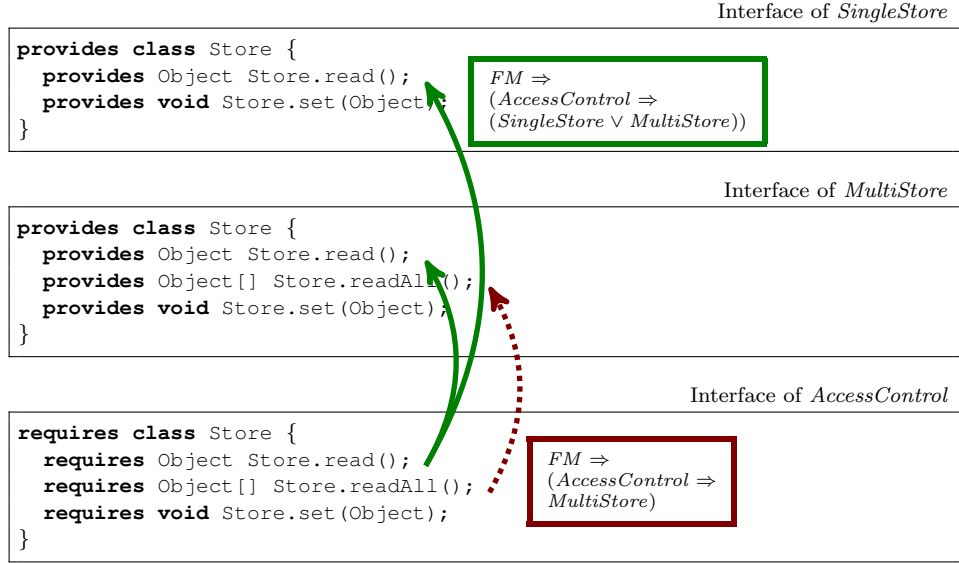 Interface of SingleStore
provides class Store {
provides Object Store.read();
provides void Store.set(Object);
}
FM ⇒
(AccessControl ⇒
(SingleStore ∨ MultiStore))
Interface of MultiStore
provides class Store {
provides Object Store.read();
provides Object[] Store.readAll();
provides void Store.set(Object);
}
Interface of AccessControl
requires class Store {
requires Object Store.read();
requires Object[] Store.readAll();
requires void Store.set(Object);
}
FM ⇒
(AccessControl ⇒
MultiStore)